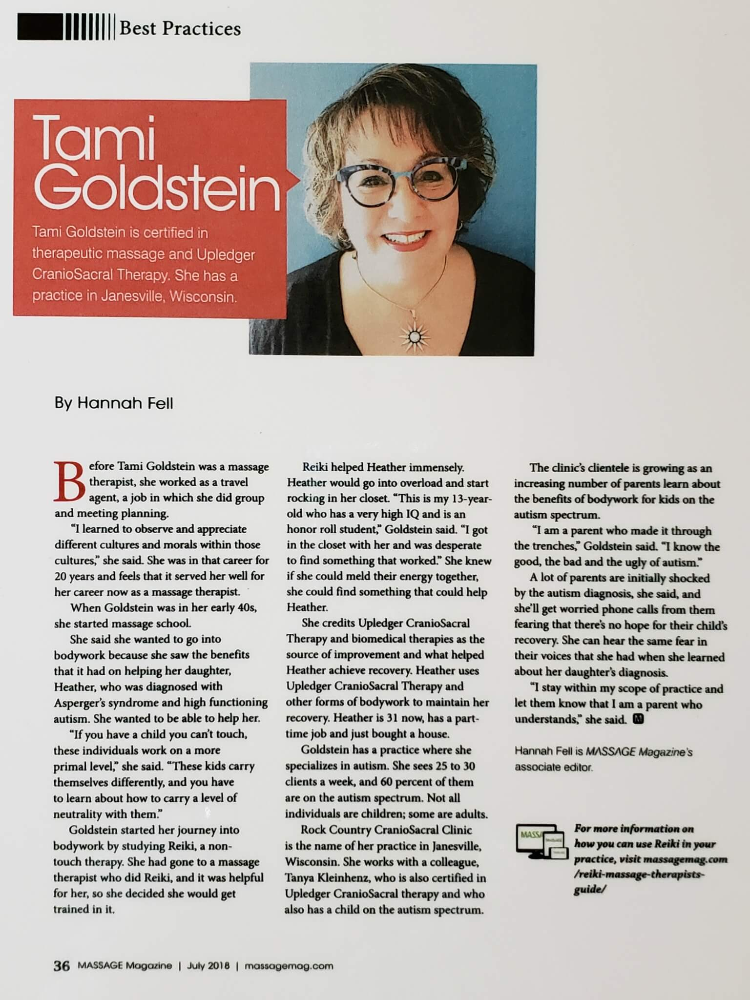 Best Practices
Tami
Goldstein
Tami Goldstein is certified in
therapeutic massage and Upledger
CranioSacral Therapy. She has a
practice in Janesville, Wisconsin.
By Hannah Fell
Before Tami Goldstein was a massage
therapist, she worked as a travel
agent, a job in which she did group
and meeting planning.
“I learned to observe and appreciate
different cultures and morals within those
cultures,” she said. She was in that career for
20 years and feels that it served her well for
her career now as a massage therapist.
When Goldstein was in her early 40s,
she started massage school.
She said she wanted to go into
bodywork because she saw the benefits
that it had on helping her daughter,
Heather, who was diagnosed with
Asperger’s syndrome and high functioning
autism. She wanted to be able to help her.
“If you have a child you can’t touch,
these individuals work on a more
primal level,” she said. “These kids carry
themselves differently, and you have
to learn about how to carry a level of
neutrality with them.”
Goldstein started her journey into
bodywork by studying Reiki, a non-
touch therapy. She had gone to a massage
therapist who did Reiki, and it was helpful
for her, so she decided she would get
trained in it.
Reiki helped Heather immensely.
Heather would go into overload and start
rocking in her closet. “This is my 13-year-
old who has a very high IQ and is an
honor roll student,” Goldstein said. “I got
in the closet with her and was desperate
to find something that worked.” She knew
if she could meld their energy together,
she could find something that could help
Heather.
She credits Upledger CranioSacral
Therapy and biomedical therapies as the
source of improvement and what helped
Heather achieve recovery. Heather uses
Upledger CranioSacral Therapy and
other forms of bodywork to maintain her
recovery. Heather is 31 now, has a part-
time job and just bought a house.
Goldstein has a practice where she
specializes in autism. She sees 25 to 30
clients a week, and 60 percent of them
are on the autism spectrum. Not all
individuals are children; some are adults.
Rock Country CranioSacral Clinic
is the name of her practice in Janesville,
Wisconsin. She works with a colleague,
Tanya Kleinhenz, who is also certified in
Upledger CranioSacral therapy and who
also has a child on the autism spectrum.
The clinic’s clientele is growing as an
increasing number of parents learn about
the benefits of bodywork for kids on the
autism spectrum.
“I am a parent who made it through
the trenches,” Goldstein said. “I know the
good, the bad and the ugly of autism.”
A lot of parents are initially shocked
by the autism diagnosis, she said, and
she’ll get worried phone calls from them
fearing that there’s no hope for their child’s
recovery. She can hear the same fear in
their voices that she had when she learned
about her daughter’s diagnosis.
“I stay within my scope of practice and
let them know that I am a parent who
understands,” she said. M
Hannah Fell is MASSAGE Magazine’s
associate editor.
MASSA
For more information on
how you can use Reiki in your
practice, visit massagemag.com
/reiki-massage-therapists-
guide/
36 MASSAGE Magazine | July 2018 | massagemag.com